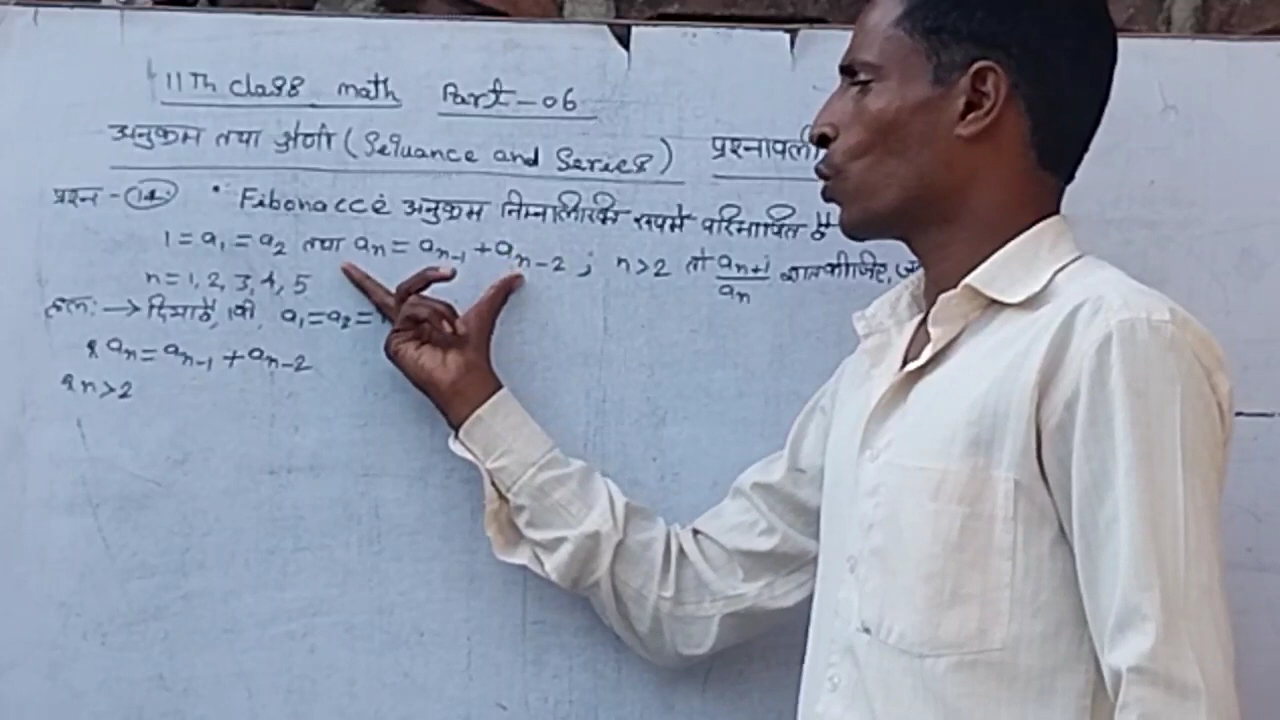 11Th class math Part-06
अनुक्रम तथा श्रेणी (Sequance and Series) प्रश्नावली
प्रश्न - 14. Fibonacce अनुक्रम निम्नलिखित रूपमें परिभाषित है
1 = a₁ = a₂ तथा aₙ = aₙ₋₁ + aₙ₋₂ ; n>2 तो aₙ₊₁/aₙ ज्ञात कीजिए,
n = 1, 2, 3, 4, 5
हल: → दिया है, की, a₁ = a₂ =
& aₙ = aₙ₋₁ + aₙ₋₂
& n>2